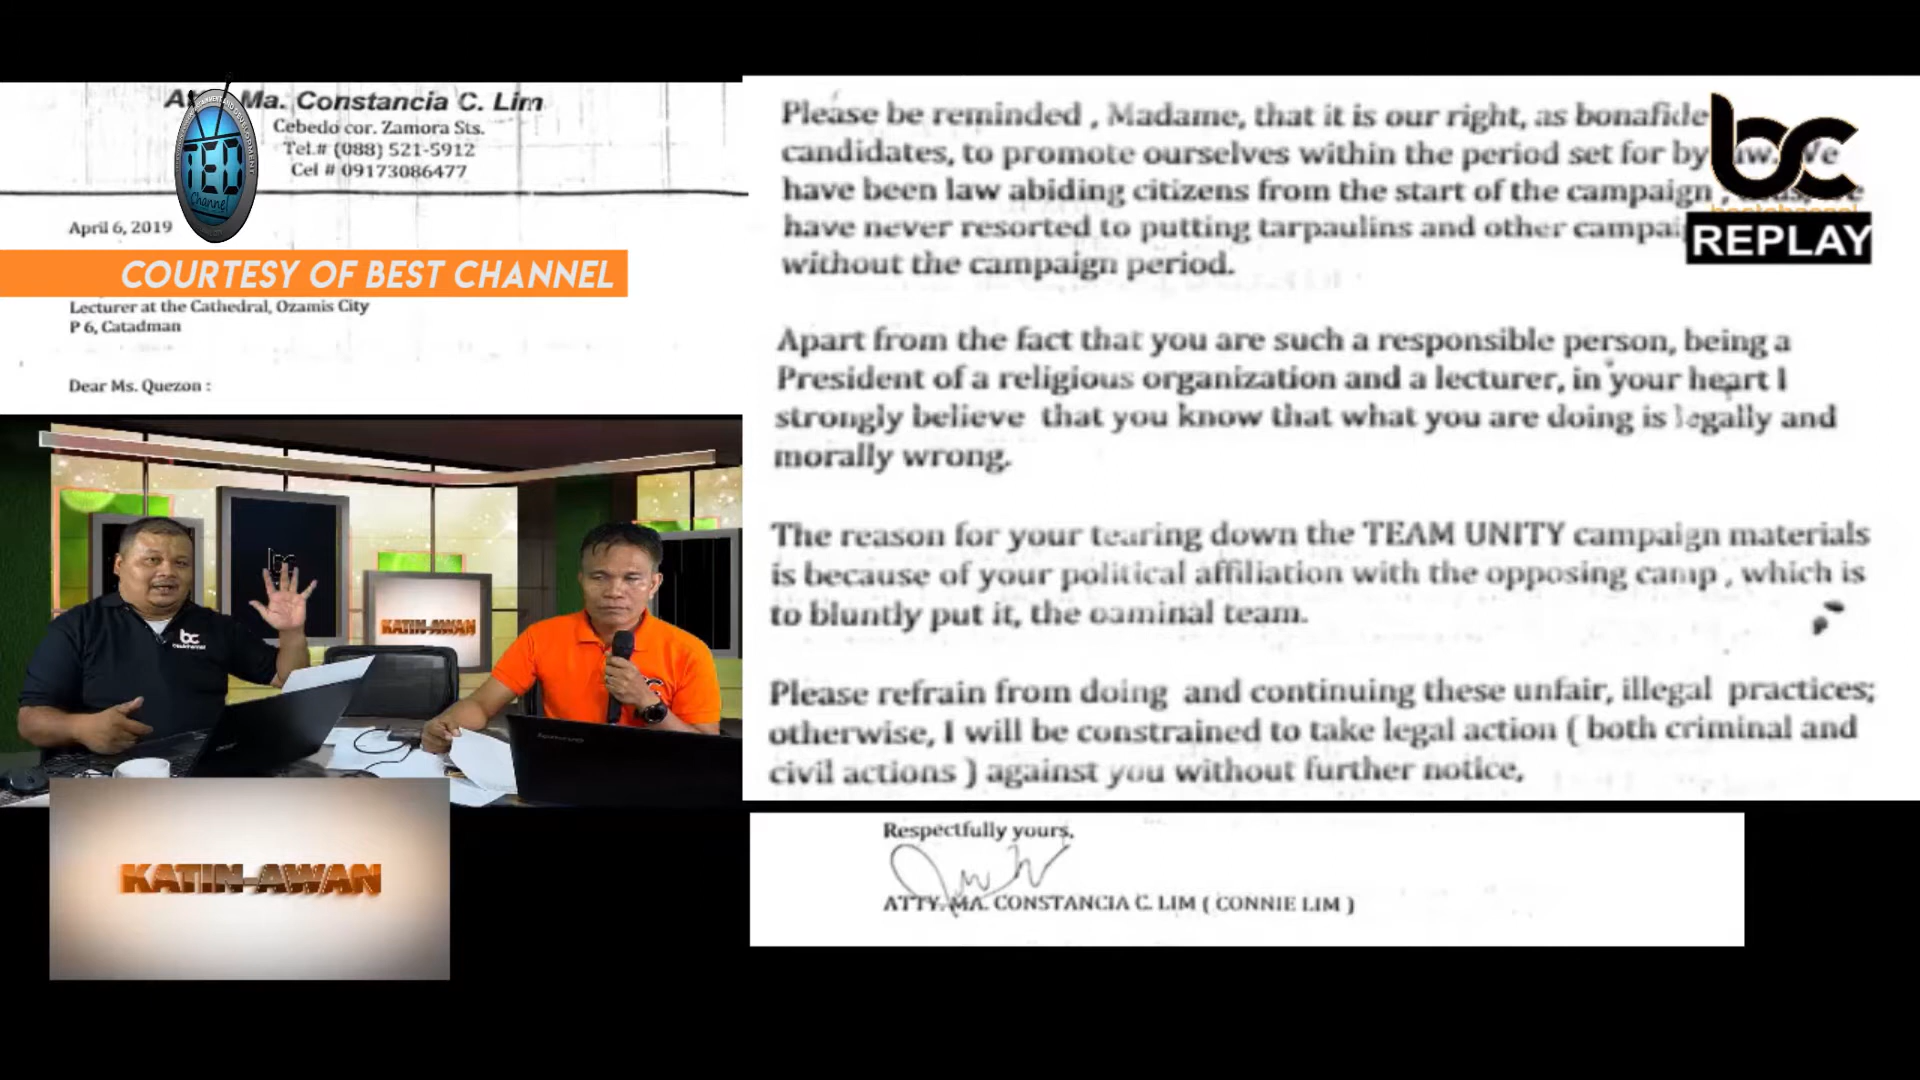 Ma. Constancia C. Lim
Cebedo cor. Zamora Sts.
Tel.# (088) 521-5912
Cel # 09173086477
April 6, 2019
COURTESY OF BEST CHANNEL
Lecturer at the Cathedral, Ozamis City
P 6, Catadman
Dear Ms. Quezon :
TED
Channel
Please be reminded , Madame, that it is our right, as bonafide
candidates, to promote ourselves within the period set for by We
have been law abiding citizens from the start of the campaign ,
have never resorted to putting tarpaulins and other
without the campaign period.
Apart from the fact that you are such a responsible person, being a
President of a religious organization and a lecturer, in your heart I
strongly believe that you know that what you are doing is legally and
morally wrong.
The reason for your tearing down the TEAM UNITY campaign materials
is because of your political affiliation with the opposing camp , which is
to bluntly put it, the team.
Please refrain from doing and continuing these unfair, illegal practices;
otherwise, I will be constrained to take legal action ( both criminal and
civil actions ) against you without further notice,
bc
REPLAY
bc
KATIN-AWAN
bc
KATIN-AWAN
Respectfully yours,
ATTY. MA. CONSTANCIA C. LIM ( CONNIE LIM )